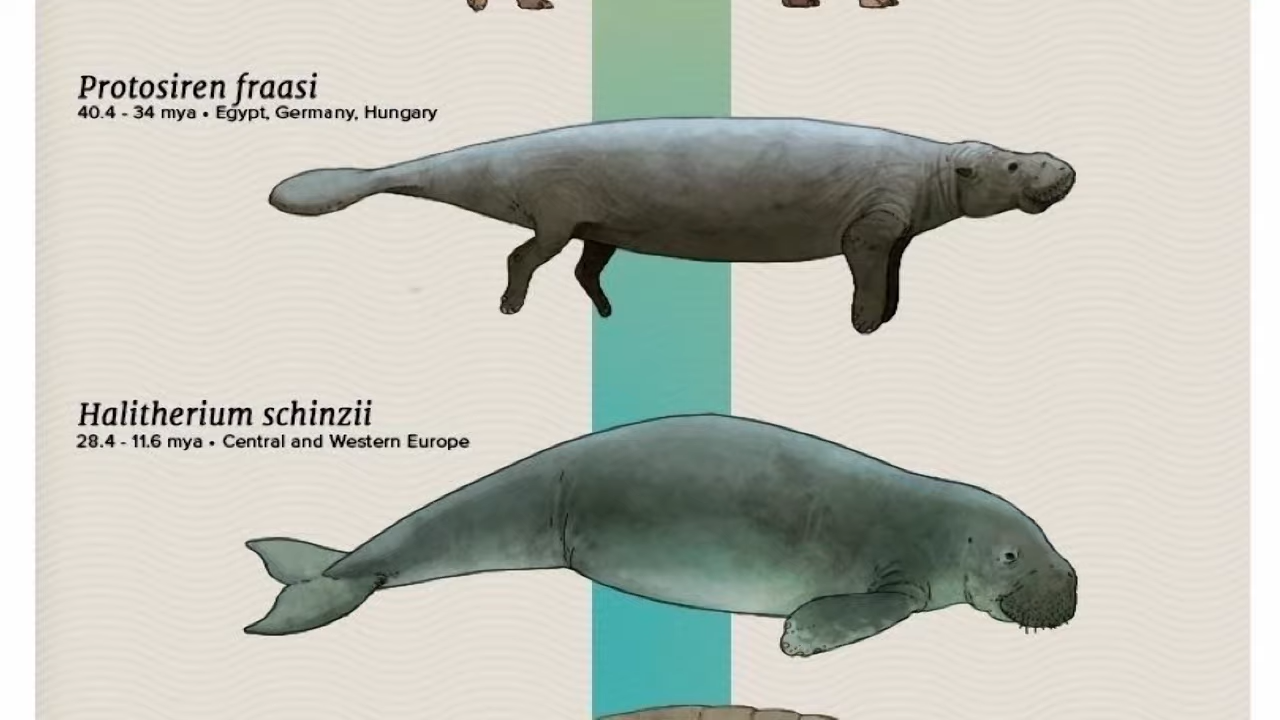 Protosiren fraasi
40.4 - 34 mya • Egypt, Germany, Hungary
Halitherium schinzii
28.4 - 11.6 mya • Central and Western Europe